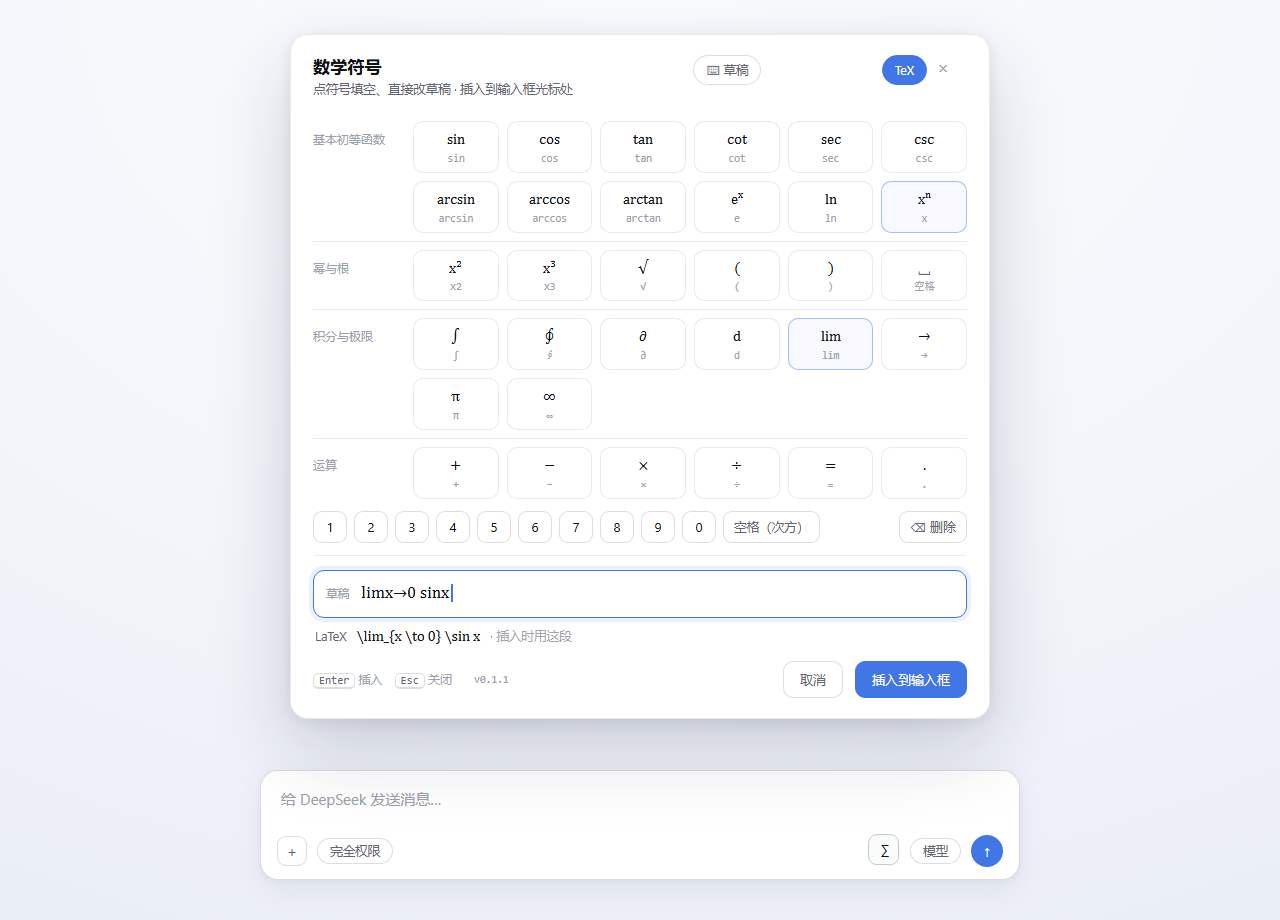 数学符号
草稿
TeX
×
点符号填空、直接改草稿 · 插入到输入框光标处
基本初等函数
sin cos tan cot sec csc
sin cos tan cot sec csc
arcsin arccos arctan eˣ ln xⁿ
arcsin arccos arctan e ln x
幂与根
x² x³ √ ( ) ⎵
x2 x3 √ ( ) 空格
积分与极限
∫ ∮ ∂ d lim →
∫ ∮ ∂ d lim →
π ∞
π ∞
运算
+ − × ÷ = .
+ − × ÷ = .
1 2 3 4 5 6 7 8 9 0 空格（次方） ⌫ 删除
草稿 limx→0 sinx
LaTeX \lim_{x \to 0} \sin x · 插入时用这段
Enter 插入 Esc 关闭 v0.1.1 取消 插入到输入框
给 DeepSeek 发送消息...
+ 完全权限 ∑ 模型 ↑